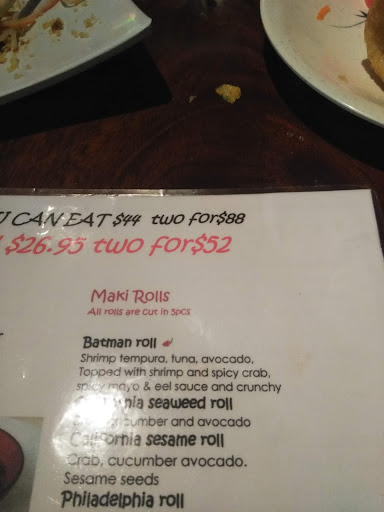 CAN EAT $44 two for $88
$26.95 two for $52
Maki Rolls
All rolls are cut in 5pcs
Batman roll
Shrimp tempura, tuna, avocado,
Topped with shrimp and spicy crab,
spicy mayo & eel sauce and crunchy
seaweed roll
cumber and avocado
California sesame roll
Crab, cucumber avocado.
Sesame seeds
Philadelphia roll